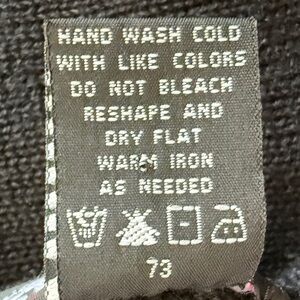 HAND WASH COLD
WITH LIKE COLORS
DO NOT BLEACH
RESHAPE AND
DRY FLAT
WARM IRON
AS NEEDED
73